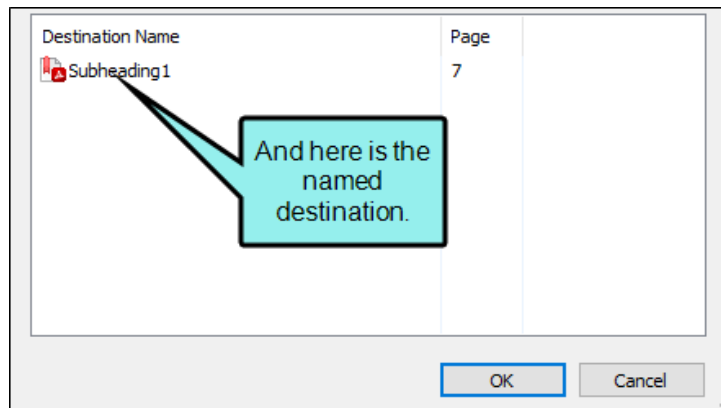 Destination Name Page
Subheading1 7
And here is the
named
destination.
OK Cancel